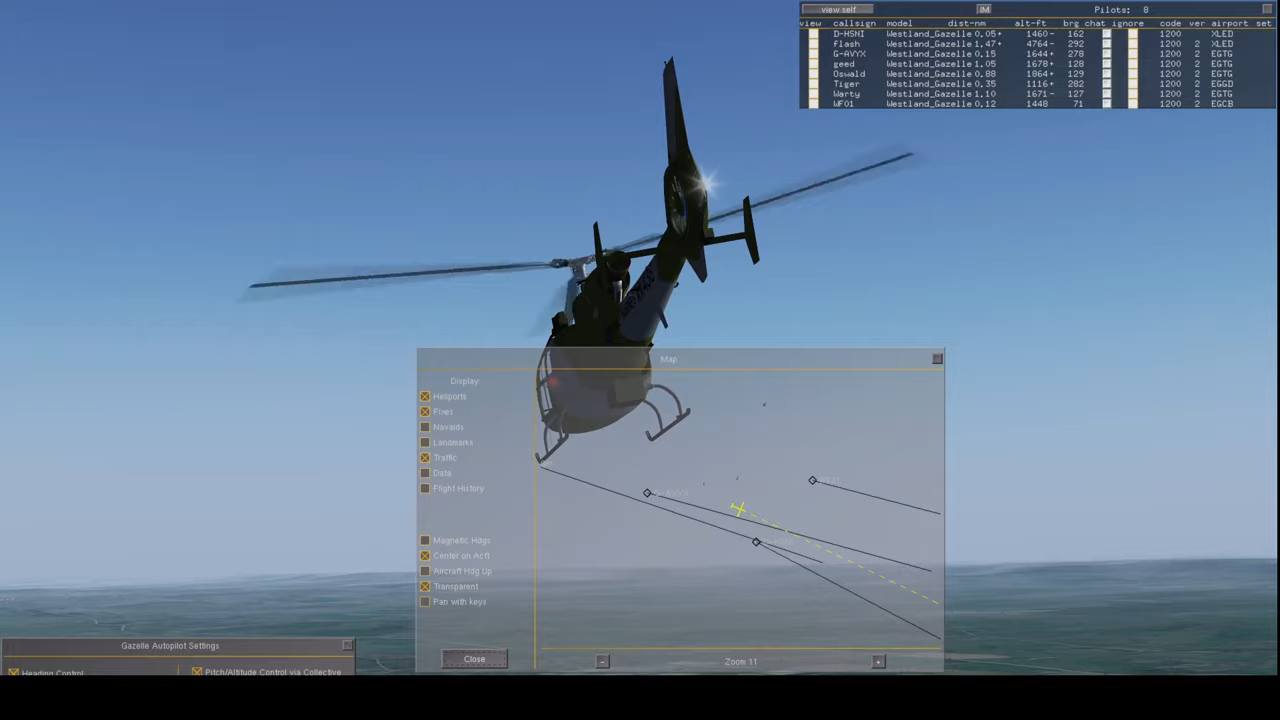 view self IM Pilots: 8
view callsign model dist-nm alt-ft brg chat ignore code ver airport set
D-HSNI Westland_Gazelle 0.05+ 1460- 162 1200 XLED
flash Westland_Gazelle 1.47+ 4764- 292 1200 2 XLED
G-AVYX Westland_Gazelle 0.15 1644+ 278 1200 2 EGTG
geed Westland_Gazelle 1.05 1678+ 128 1200 2 EGTG
Oswald Westland_Gazelle 0.88 1864+ 129 1200 2 EGTG
Tiger Westland_Gazelle 0.35 1116+ 282 1200 2 EGGD
Warty Westland_Gazelle 1.10 1671- 127 1200 2 EGTG
WF01 Westland_Gazelle 0.12 1448 71 1200 2 EGCB
Map
Display:
Heliports
Fixes
Navaids
Landmarks
Traffic
Data
Flight History
Magnetic Hdgs
Center on Acft
Aircraft Hdg Up
Transparent
Pan with keys
Close - Zoom 11 +
Gazelle Autopilot Settings
Heading Control Pitch/Altitude Control via Collective